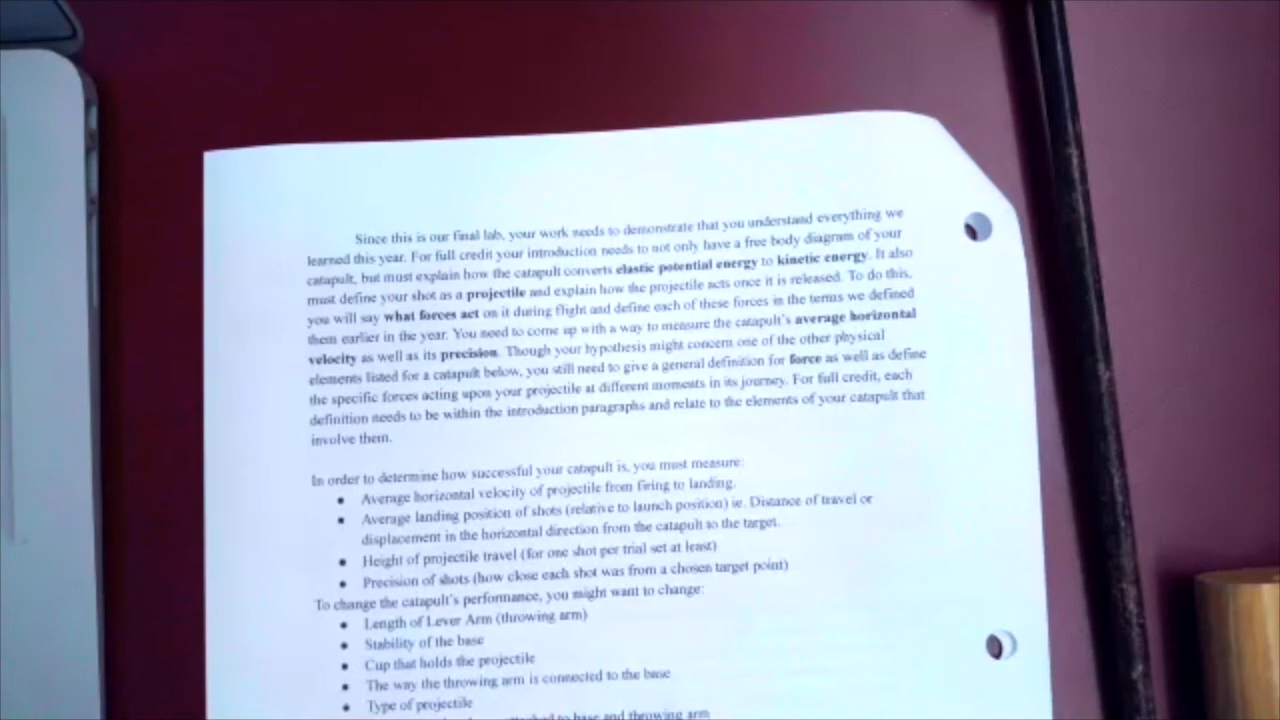 Since this is our final lab, your work needs to demonstrate that you understand everything we
learned this year. For full credit your introduction needs to not only have a free body diagram of your
catapult, but must explain how the catapult converts elastic potential energy to kinetic energy. It also
must define your shot as a projectile and explain how the projectile acts once it is released. To do this,
you will say what forces act on it during flight and define each of these forces in the terms we defined
them earlier in the year. You need to come up with a way to measure the catapult's average horizontal
velocity as well as its precision. Though your hypothesis might concern one of the other physical
elements listed for a catapult below, you still need to give a general definition for force as well as define
the specific forces acting upon your projectile at different moments in its journey. For full credit, each
definition needs to be within the introduction paragraphs and relate to the elements of your catapult that
involve them.
In order to determine how successful your catapult is, you must measure:
● Average horizontal velocity of projectile from firing to landing.
● Average landing position of shots (relative to launch position) ie. Distance of travel or
displacement in the horizontal direction from the catapult to the target.
● Height of projectile travel (for one shot per trial set at least)
● Precision of shots (how close each shot was from a chosen target point)
To change the catapult's performance, you might want to change:
● Length of Lever Arm (throwing arm)
● Stability of the base
● Cup that holds the projectile
● The way the throwing arm is connected to the base
● Type of projectile
attached to base and throwing arm